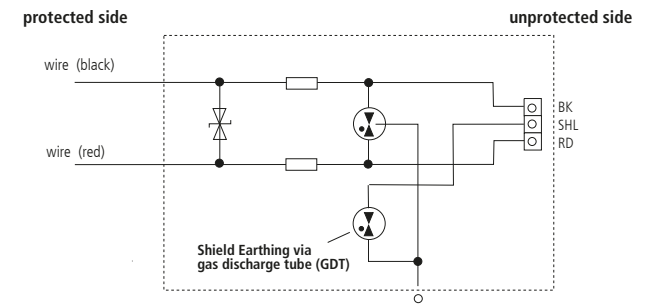 protected side
unprotected side
wire (black)
BK
SHL
RD
wire (red)
Shield Earthing via
gas discharge tube (GDT)